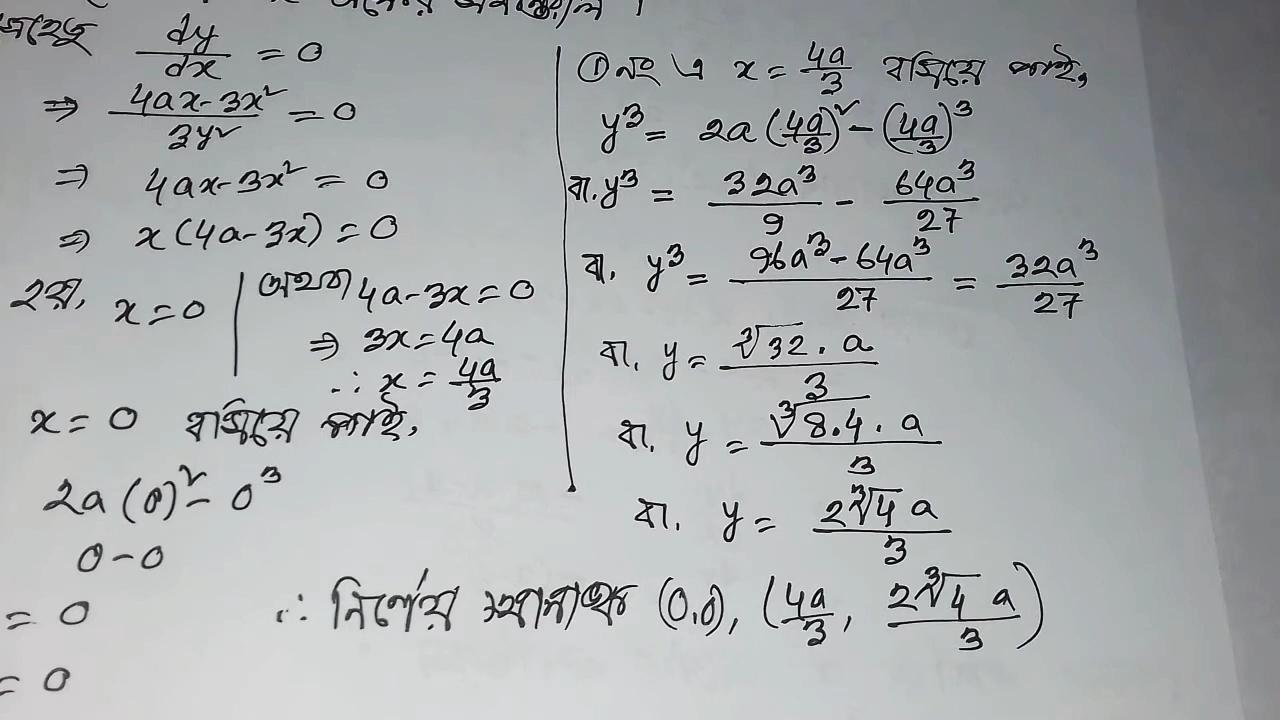 যেহেতু dy/dx = 0
⇒ (4ax-3x²)/(3y²) = 0
⇒ 4ax-3x² = 0
⇒ x(4a-3x) = 0
হয়, x=0 | অথবা 4a-3x=0
⇒ 3x=4a
∴ x = 4a/3
x=0 বসিয়ে পাই,
2a(0)² - 0³
0-0
= 0
= 0
① নং এ x = 4a/3 বসিয়ে পাই,
y³ = 2a(4a/3)² - (4a/3)³
বা, y³ = 32a³/9 - 64a³/27
বা, y³ = (96a³-64a³)/27 = 32a³/27
বা, y = (∛32 . a)/3
বা, y = (∛8.4 . a)/3
বা, y = (2∛4 a)/3
∴ নির্ণেয় স্থানাঙ্ক (0,0), (4a/3, (2∛4 a)/3)